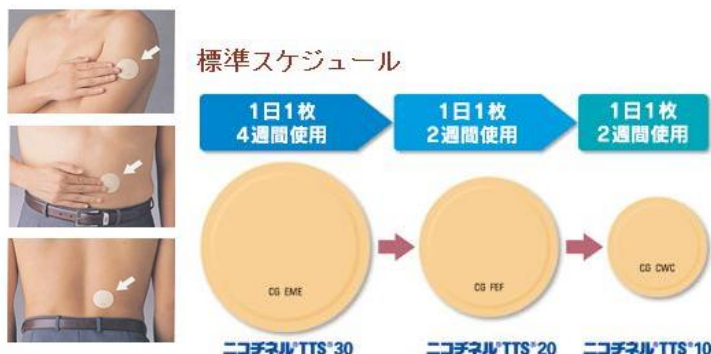 標準スケジュール
1日1枚
4週間使用
1日1枚
2週間使用
1日1枚
2週間使用
CG EME
CG FEF
CG CWC
ニコチネル®TTS®30
ニコチネル®TTS®20
ニコチネル®TTS®10